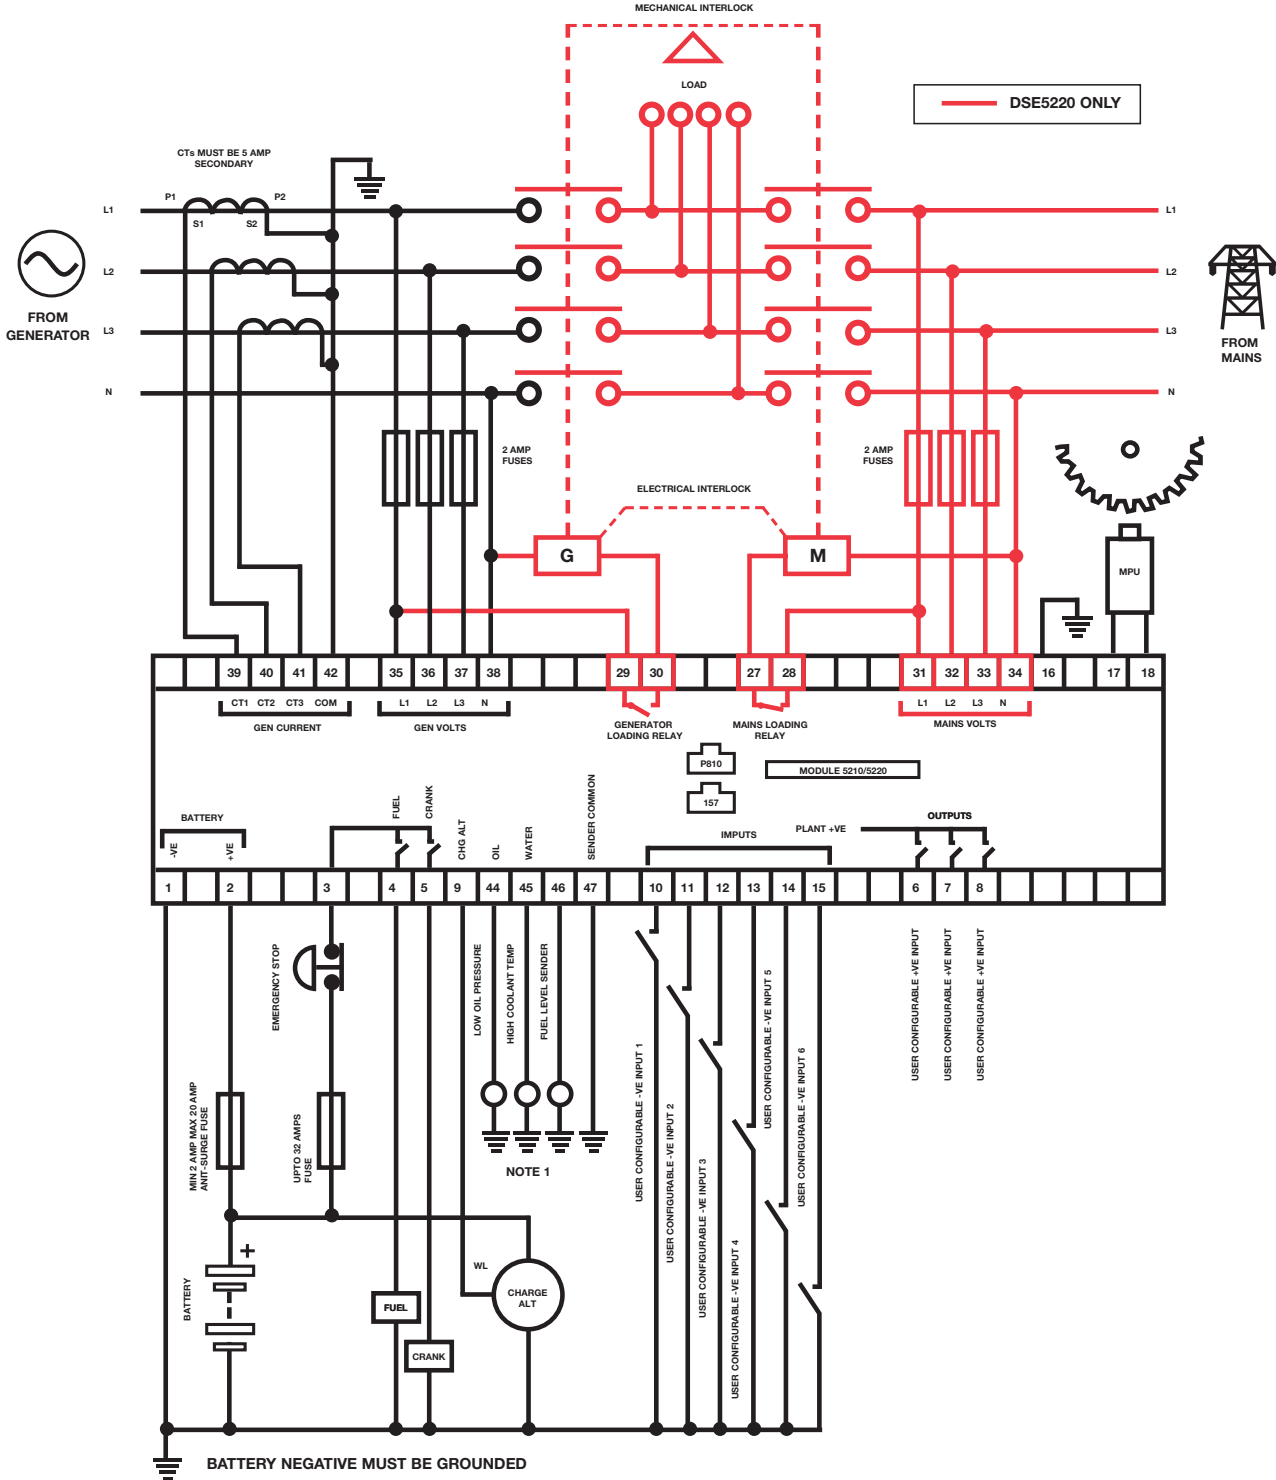 MECHANICAL INTERLOCK
LOAD
DSE5220 ONLY
CTs MUST BE 5 AMP
SECONDARY
P1
P2
S1
S2
L1
L2
L3
N
FROM
GENERATOR
L1
L2
L3
N
FROM
MAINS
2 AMP
FUSES
2 AMP
FUSES
ELECTRICAL INTERLOCK
G
M
MPU
39 40 41 42 35 36 37 38 29 30 27 28 31 32 33 34 16 17 18
CT1 CT2 CT3 COM
GEN CURRENT
L1 L2 L3 N
GEN VOLTS
GENERATOR
LOADING RELAY
MAINS LOADING
RELAY
L1 L2 L3 N
MAINS VOLTS
P810
157
MODULE 5210/5220
BATTERY
-VE
+VE
FUEL
CRANK
CHG ALT
OIL
WATER
SENDER COMMON
IMPUTS
PLANT +VE
OUTPUTS
1 2 3 4 5 9 44 45 46 47 10 11 12 13 14 15 6 7 8
EMERGENCY STOP
LOW OIL PRESSURE
HIGH COOLANT TEMP
FUEL LEVEL SENDER
USER CONFIGURABLE -VE INPUT 1
USER CONFIGURABLE -VE INPUT 2
USER CONFIGURABLE -VE INPUT 3
USER CONFIGURABLE -VE INPUT 4
USER CONFIGURABLE -VE INPUT 5
USER CONFIGURABLE -VE INPUT 6
USER CONFIGURABLE +VE INPUT
USER CONFIGURABLE +VE INPUT
USER CONFIGURABLE +VE INPUT
MIN 2 AMP MAX 20 AMP
ANIT-SURGE FUSE
UPTO 32 AMPS
FUSE
NOTE 1
+
BATTERY
WL
CHARGE
ALT
FUEL
CRANK
BATTERY NEGATIVE MUST BE GROUNDED